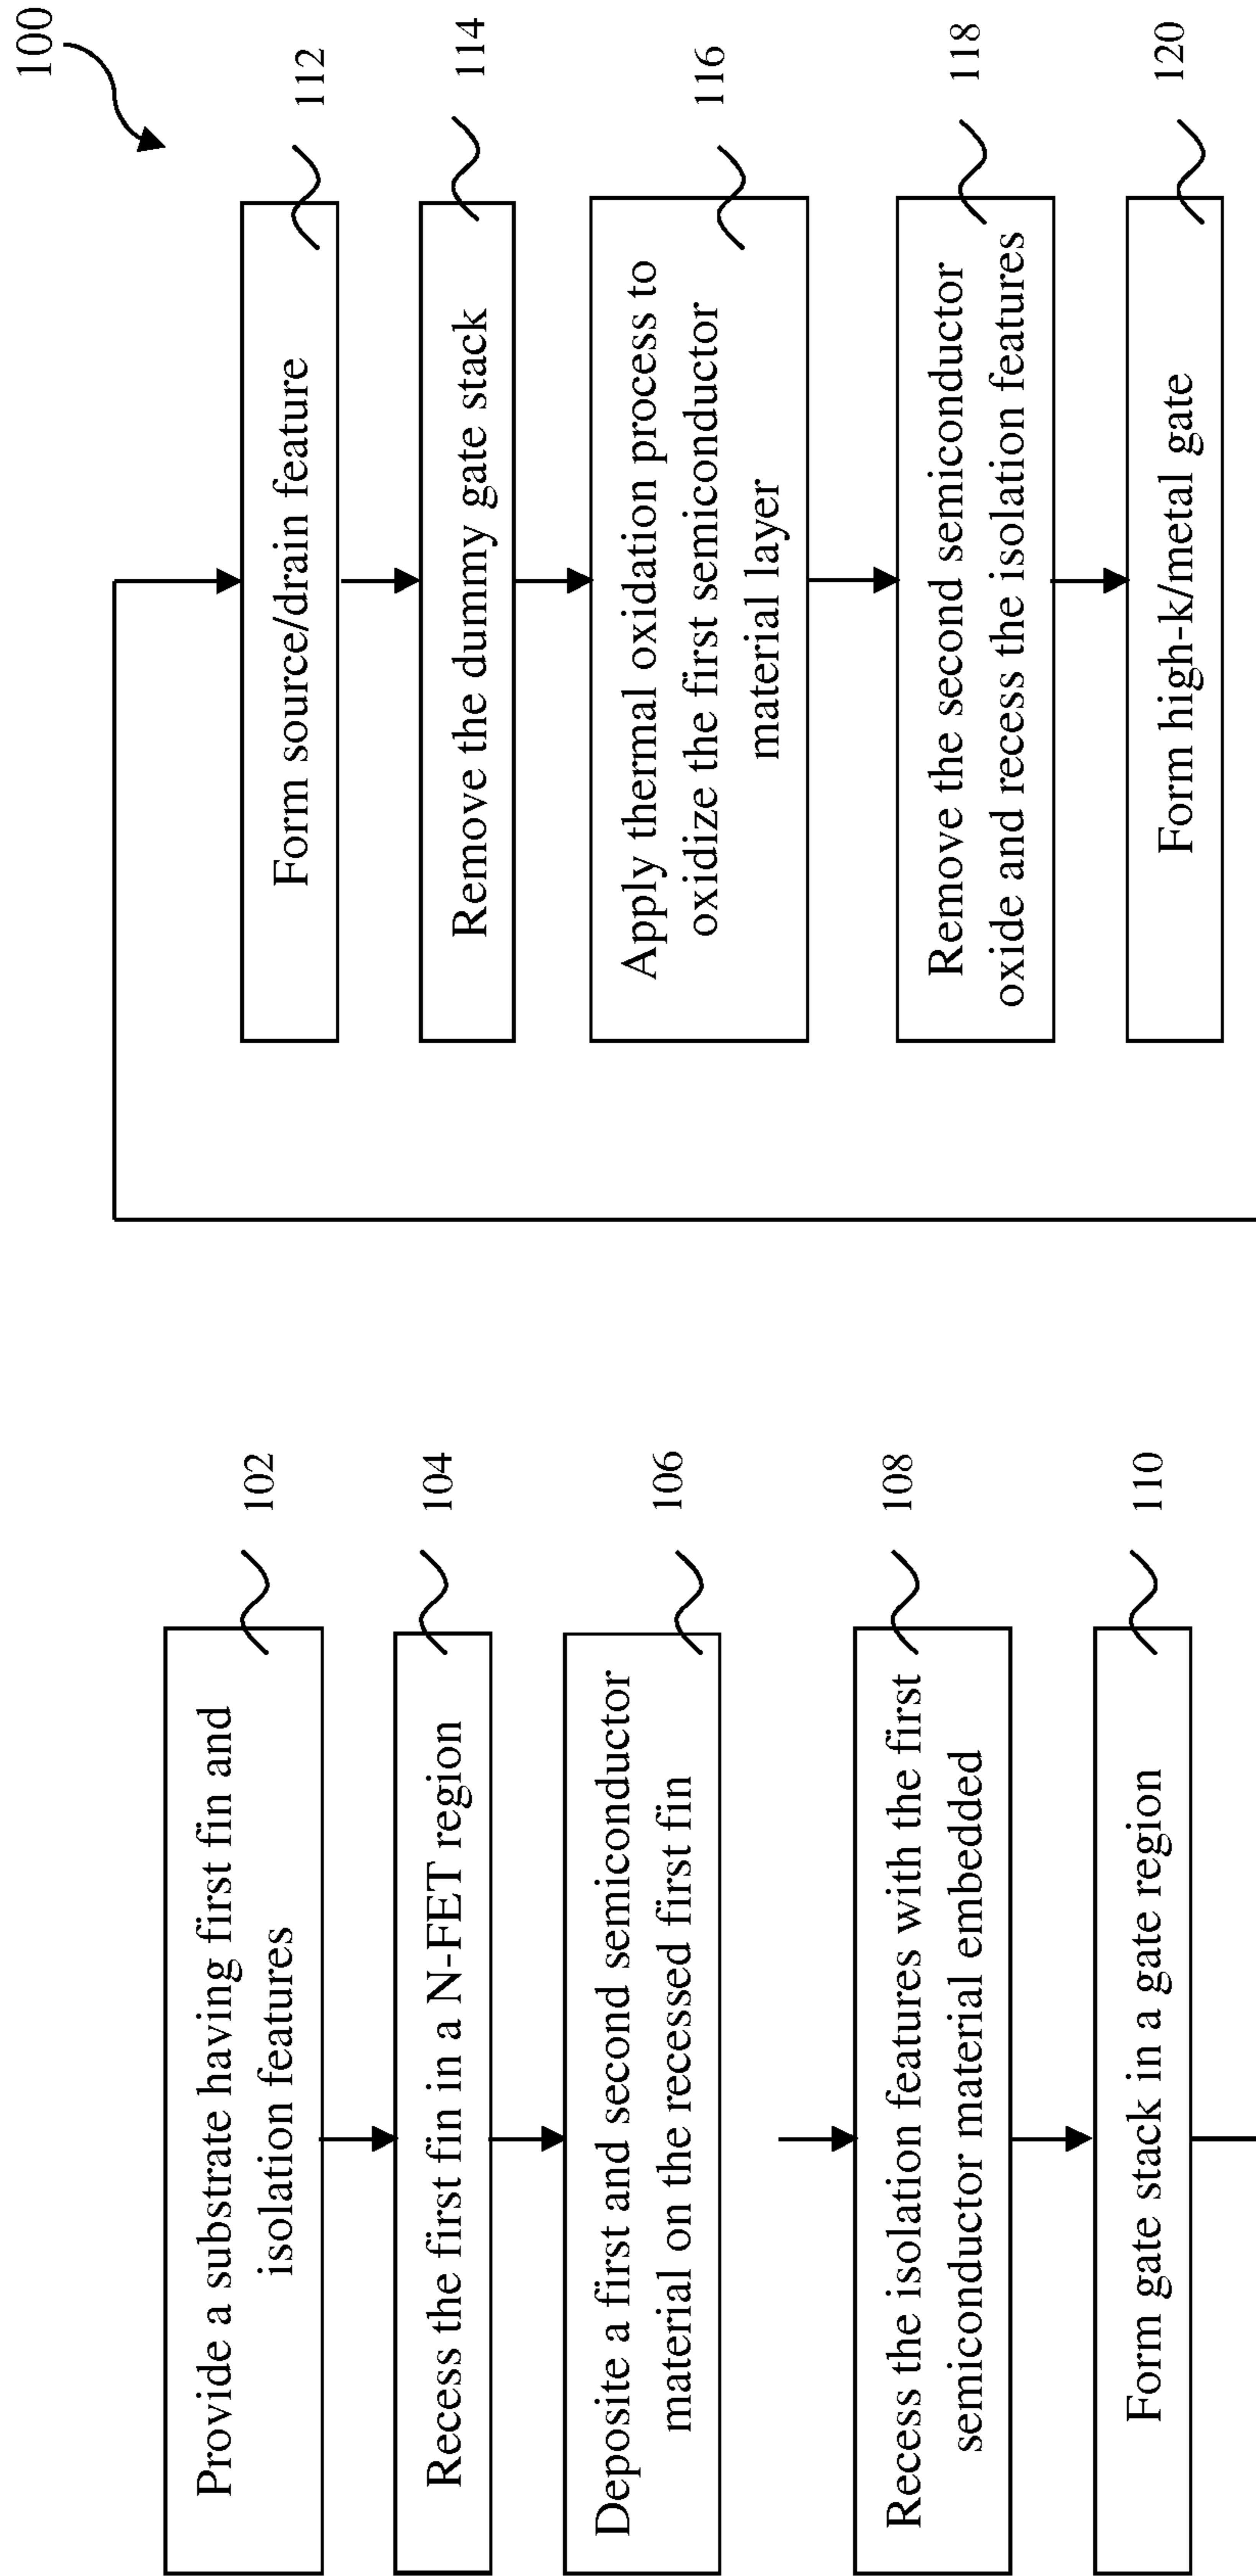 100
Provide a substrate having first fin and
isolation features
102
Recess the first fin in a N-FET region
104
Deposite a first and second semiconductor
material on the recessed first fin
106
Recess the isolation features with the first
semiconductor material embedded
108
Form gate stack in a gate region
110
Form source/drain feature
112
Remove the dummy gate stack
114
Apply thermal oxidation process to
oxidize the first semiconductor
material layer
116
Remove the second semiconductor
oxide and recess the isolation features
118
Form high-k/metal gate
120